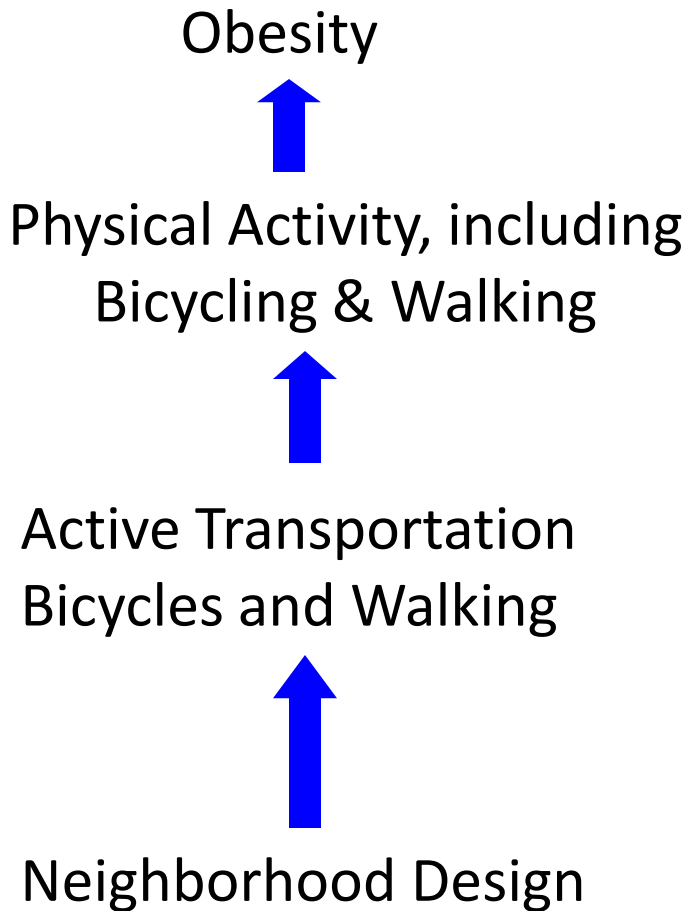 Obesity
Physical Activity, including
Bicycling & Walking
Active Transportation
Bicycles and Walking
Neighborhood Design